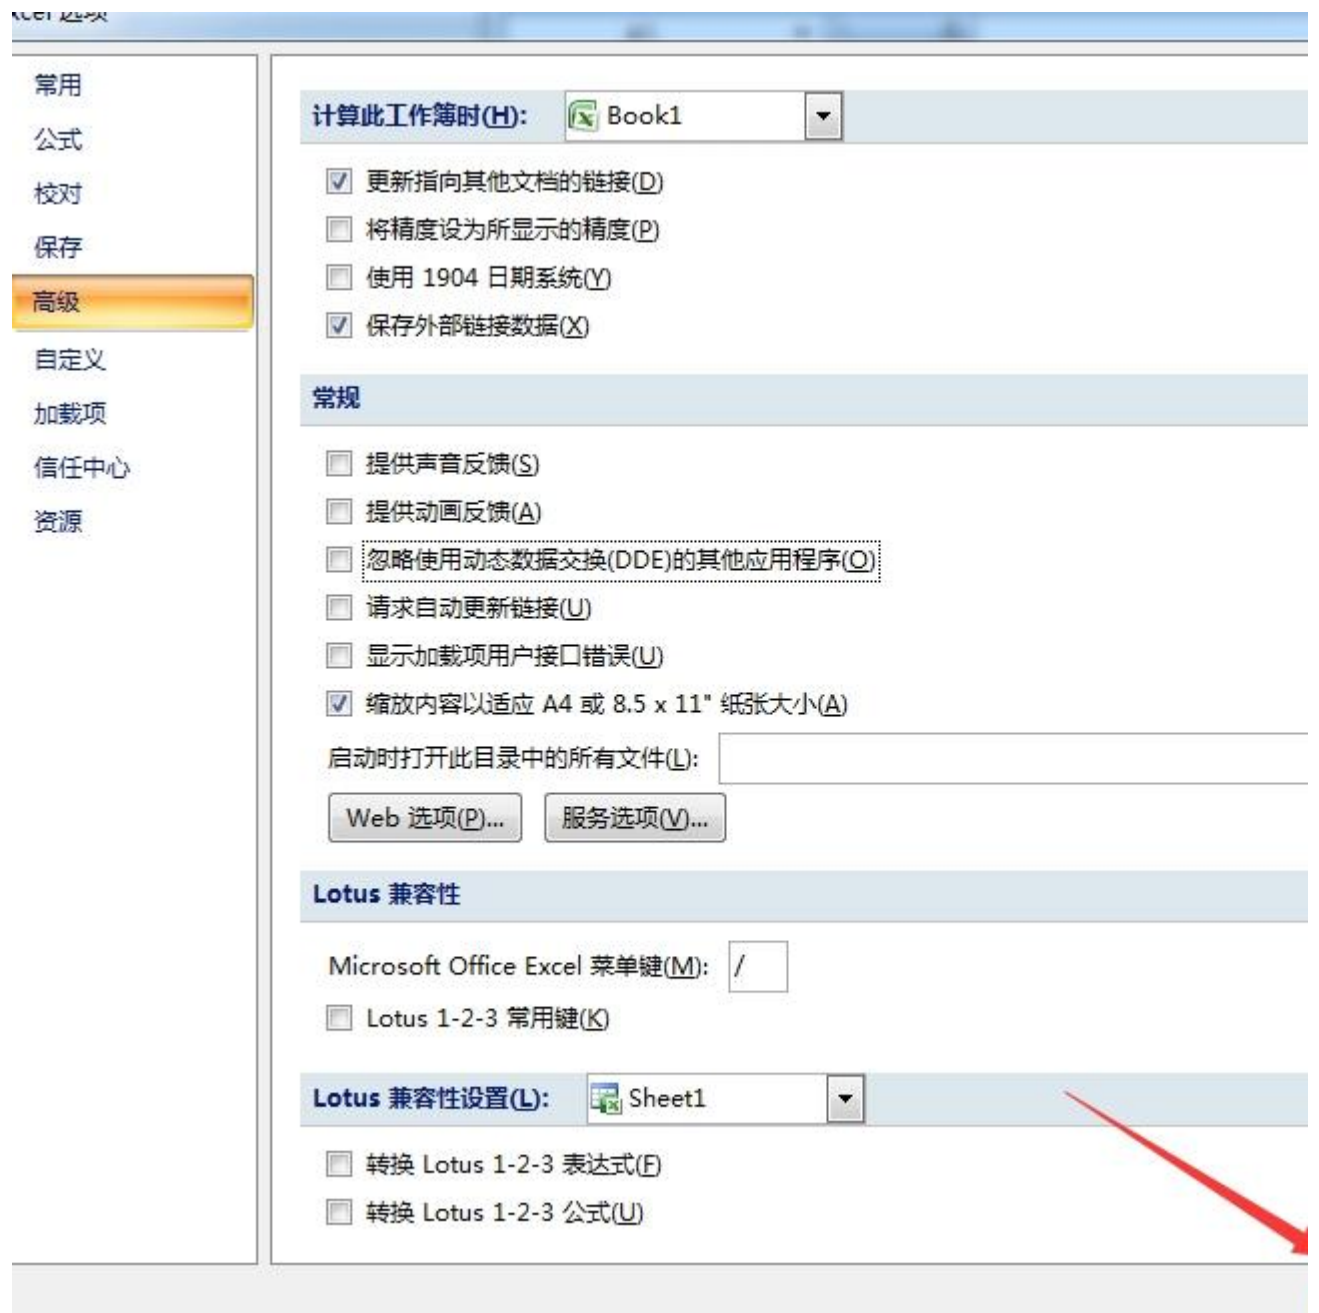 Excel 选项
常用
公式
校对
保存
高级
自定义
加载项
信任中心
资源
计算此工作簿时(H): Book1
更新指向其他文档的链接(D)
将精度设为所显示的精度(P)
使用 1904 日期系统(Y)
保存外部链接数据(X)
常规
提供声音反馈(S)
提供动画反馈(A)
忽略使用动态数据交换(DDE)的其他应用程序(O)
请求自动更新链接(U)
显示加载项用户接口错误(U)
缩放内容以适应 A4 或 8.5 x 11" 纸张大小(A)
启动时打开此目录中的所有文件(L):
Web 选项(P)... 服务选项(V)...
Lotus 兼容性
Microsoft Office Excel 菜单键(M): /
Lotus 1-2-3 常用键(K)
Lotus 兼容性设置(L): Sheet1
转换 Lotus 1-2-3 表达式(F)
转换 Lotus 1-2-3 公式(U)